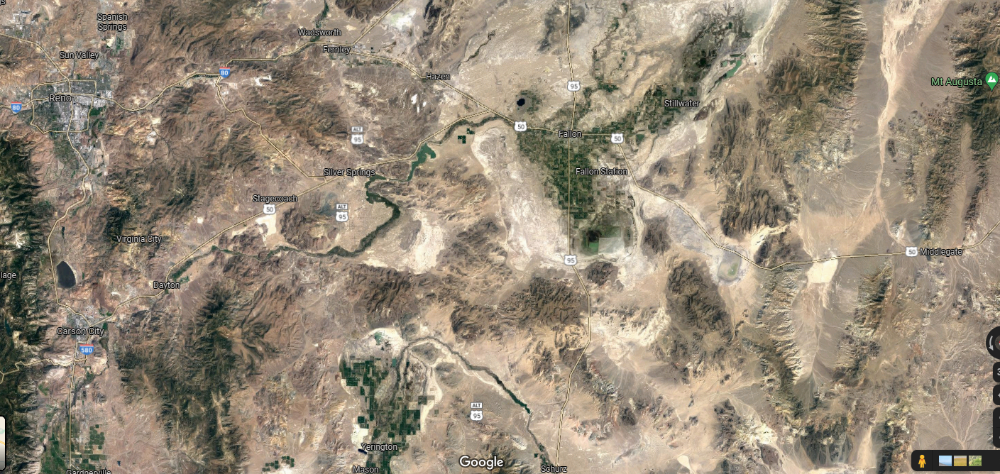 Spanish
Springs
Wadsworth
Sun Valley
Fernley
80
Hazen
95
Mt Augusta
Reno
80
Stillwater
50
ALT
95
Fallon
50
Silver Springs
Fallon Station
Stagecoach
50
ALT
95
Virginia City
50
Middlegate
95
lage
Dayton
Carson City
580
ALT
95
Yerington
Google
Mason
Schurz
Gardnerville